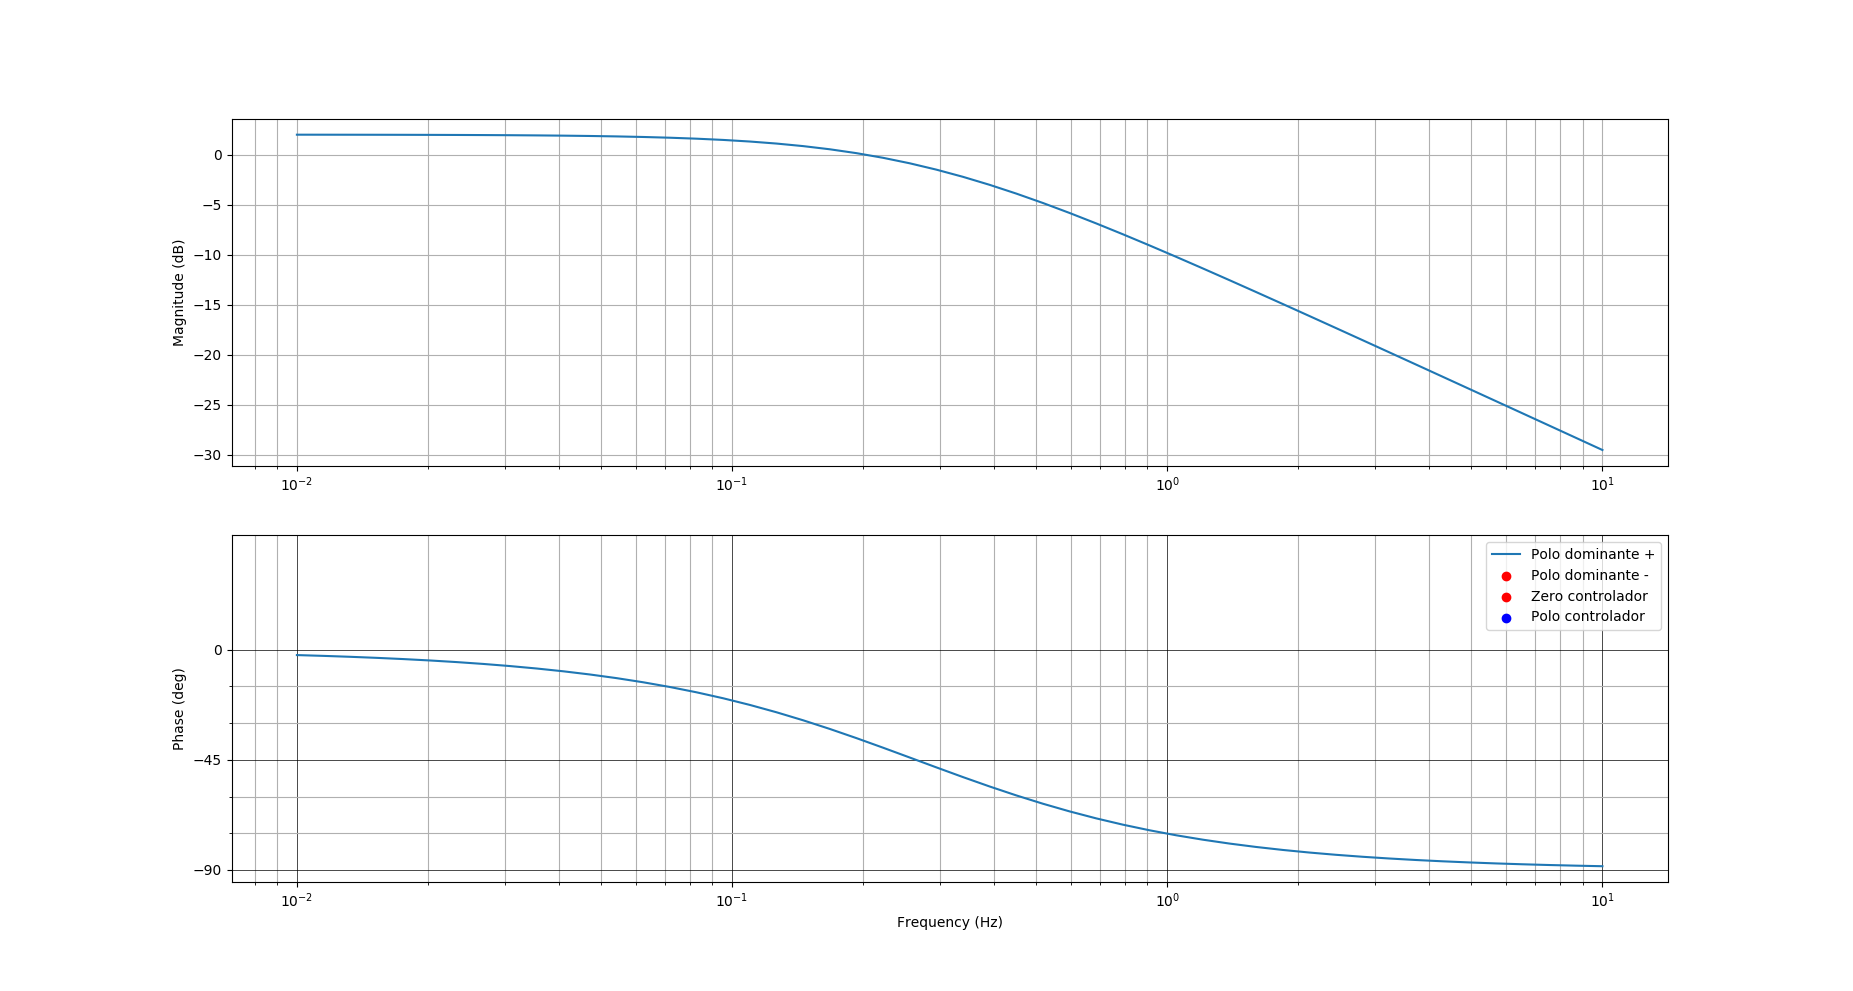 0
−5
−10
−15
−20
−25
−30
Magnitude (dB)
10⁻² 10⁻¹ 10⁰ 10¹
Polo dominante +
Polo dominante -
Zero controlador
Polo controlador
0
−45
−90
Phase (deg)
10⁻² 10⁻¹ 10⁰ 10¹
Frequency (Hz)